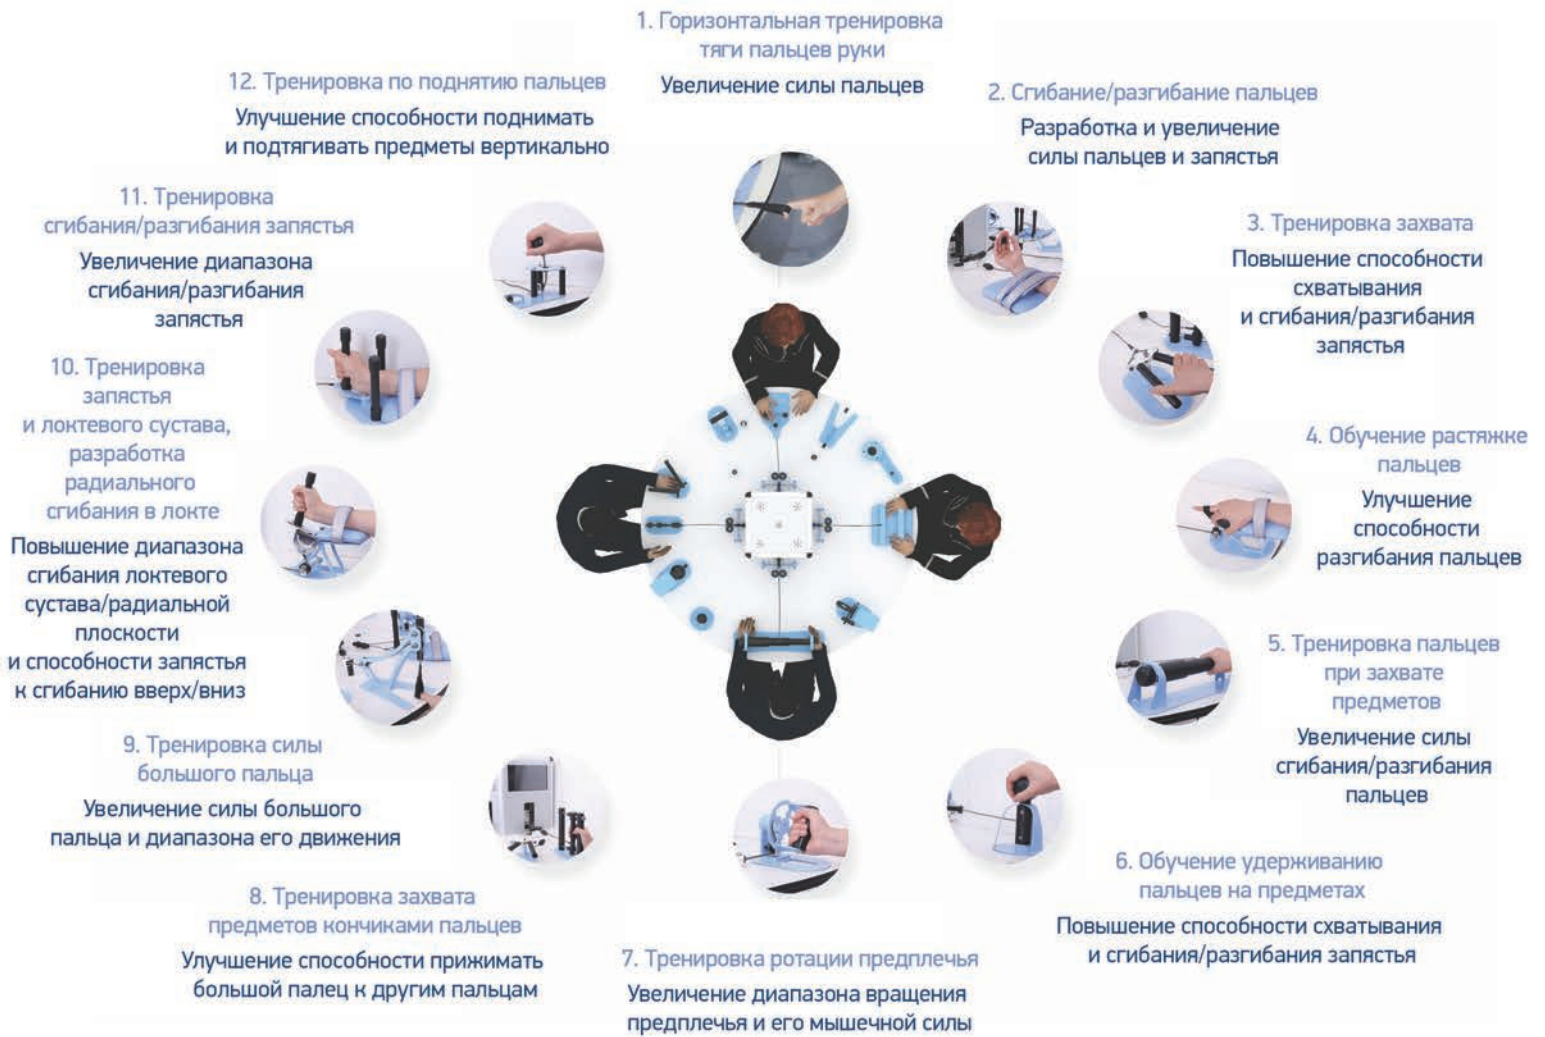 1. Горизонтальная тренировка
тяги пальцев руки
Увеличение силы пальцев
2. Сгибание/разгибание пальцев
Разработка и увеличение
силы пальцев и запястья
3. Тренировка захвата
Повышение способности
схватывания
и сгибания/разгибания
запястья
4. Обучение растяжке
пальцев
Улучшение
способности
разгибания пальцев
5. Тренировка пальцев
при захвате
предметов
Увеличение силы
сгибания/разгибания
пальцев
6. Обучение удерживанию
пальцев на предметах
Повышение способности схватывания
и сгибания/разгибания запястья
7. Тренировка ротации предплечья
Увеличение диапазона вращения
предплечья и его мышечной силы
8. Тренировка захвата
предметов кончиками пальцев
Улучшение способности прижимать
большой палец к другим пальцам
9. Тренировка силы
большого пальца
Увеличение силы большого
пальца и диапазона его движения
10. Тренировка
запястья
и локтевого сустава,
разработка
радиального
сгибания в локте
Повышение диапазона
сгибания локтевого
сустава/радиальной
плоскости
и способности запястья
к сгибанию вверх/вниз
11. Тренировка
сгибания/разгибания запястья
Увеличение диапазона
сгибания/разгибания
запястья
12. Тренировка по поднятию пальцев
Улучшение способности поднимать
и подтягивать предметы вертикально